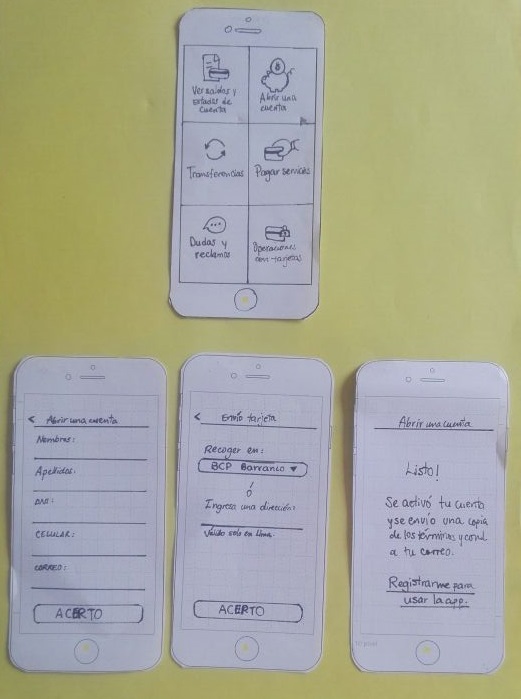 Ver saldos y
estados de
cuenta
Abrir una
cuenta
Transferencias
Pagar servicios
Dudas y
reclamos
Operaciones
con tarjetas
< Abrir una cuenta
Nombres:
Apellidos:
DNI:
CELULAR:
CORREO:
ACERTO
< Envío tarjeta
Recoger en:
BCP Barranco ▼
ó
Ingresa una dirección:
Válido solo en Lima.
ACERTO
Abrir una cuenta
Listo!
Se activó tu cuenta
y se envió una copia
de los términos y cond
a tu correo.
Registrarme para
usar la app.